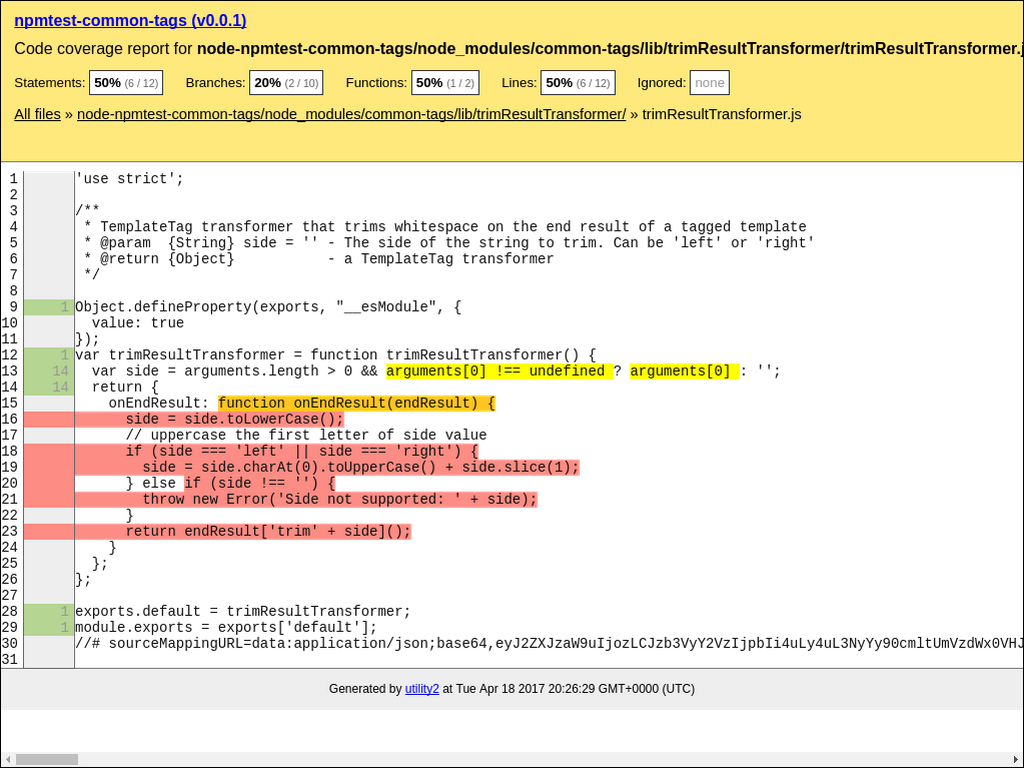 npmtest-common-tags (v0.0.1)
Code coverage report for node-npmtest-common-tags/node_modules/common-tags/lib/trimResultTransformer/trimResultTransformer.j
Statements: 50% (6 / 12) Branches: 20% (2 / 10) Functions: 50% (1 / 2) Lines: 50% (6 / 12) Ignored: none
All files » node-npmtest-common-tags/node_modules/common-tags/lib/trimResultTransformer/ » trimResultTransformer.js
1 'use strict';
2
3 /**
4  * TemplateTag transformer that trims whitespace on the end result of a tagged template
5  * @param  {String} side = '' - The side of the string to trim. Can be 'left' or 'right'
6  * @return {Object}           - a TemplateTag transformer
7  */
8
9 1 Object.defineProperty(exports, "__esModule", {
10   value: true
11 });
12 1 var trimResultTransformer = function trimResultTransformer() {
13 14   var side = arguments.length > 0 && arguments[0] !== undefined ? arguments[0] : '';
14 14   return {
15     onEndResult: function onEndResult(endResult) {
16       side = side.toLowerCase();
17       // uppercase the first letter of side value
18       if (side === 'left' || side === 'right') {
19         side = side.charAt(0).toUpperCase() + side.slice(1);
20       } else if (side !== '') {
21         throw new Error('Side not supported: ' + side);
22       }
23       return endResult['trim' + side]();
24     }
25   };
26 };
27
28 1 exports.default = trimResultTransformer;
29 1 module.exports = exports['default'];
30 //# sourceMappingURL=data:application/json;base64,eyJ2ZXJzaW9uIjozLCJzb3VyY2VzIjpbIi4uLy4uL3NyYy90cmltUmVzdWx0VHJ
31
Generated by utility2 at Tue Apr 18 2017 20:26:29 GMT+0000 (UTC)